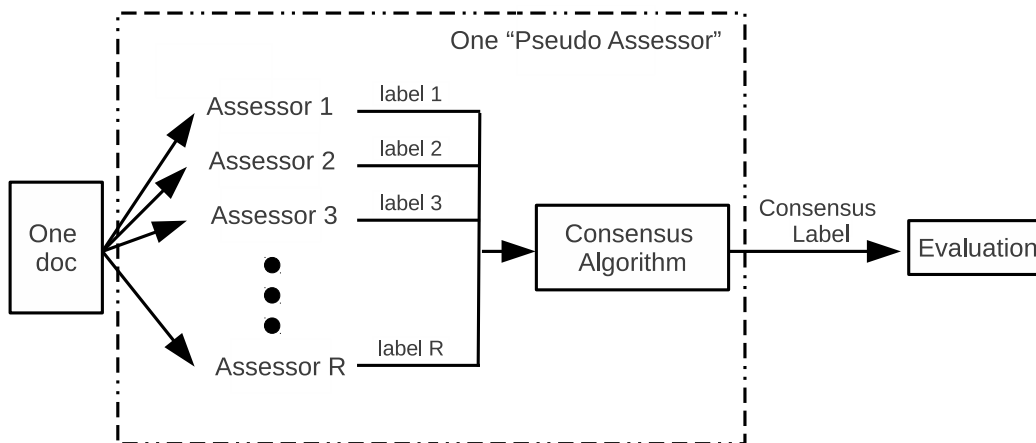 One “Pseudo Assessor”
Assessor 1
label 1
Assessor 2
label 2
Assessor 3
label 3
Assessor R
label R
One
doc
Consensus
Algorithm
Consensus
Label
Evaluation